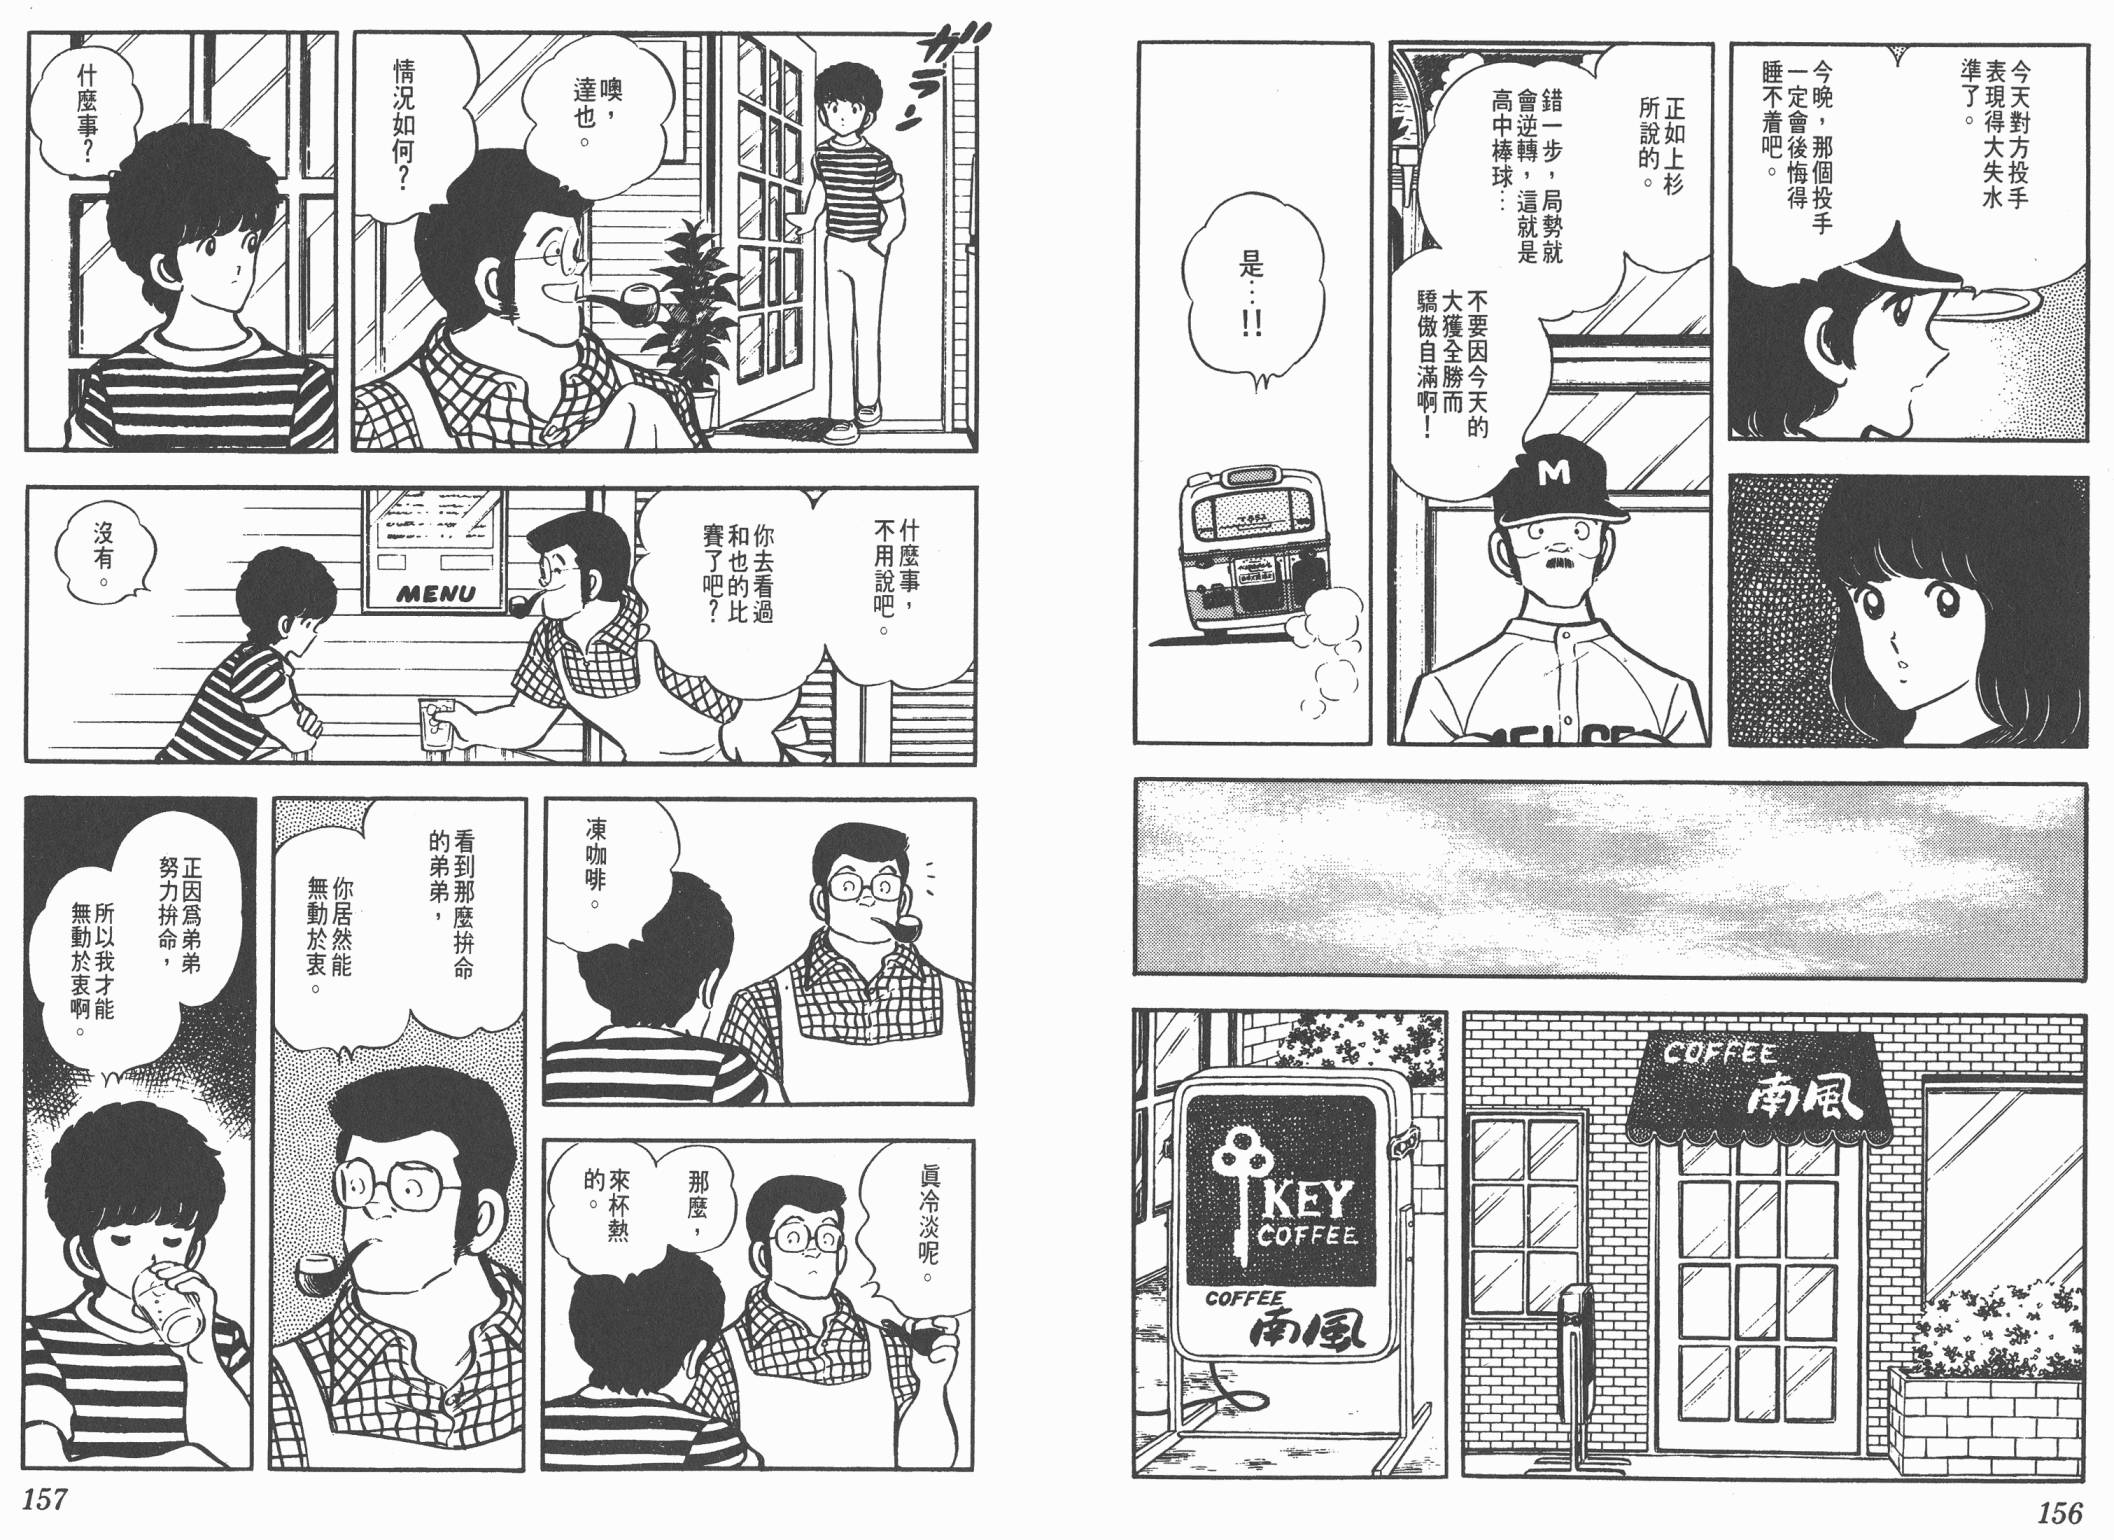 今天對方投手
表現得大失水
準了。
今晚，那個投手
一定會後悔得
睡不着吧。
正如上杉
所說的。
錯一步，局勢就
會逆轉，這就是
高中棒球…
不要因今天的
大獲全勝而
驕傲自滿啊！
M
是…!!
COFFEE
南風
KEY
COFFEE
COFFEE
南風
156
ガラーン
噢，
達也。
情況如何？
什麼事？
什麼事，
不用說吧。
你去看過
和也的比
賽了吧？
MENU
沒有。
凍咖啡。
眞冷淡呢。
那麼，
來杯熱
的。
看到那麼拚命
的弟弟，
你居然能
無動於衷。
正因爲弟弟
努力拚命，
所以我才能
無動於衷啊。
157